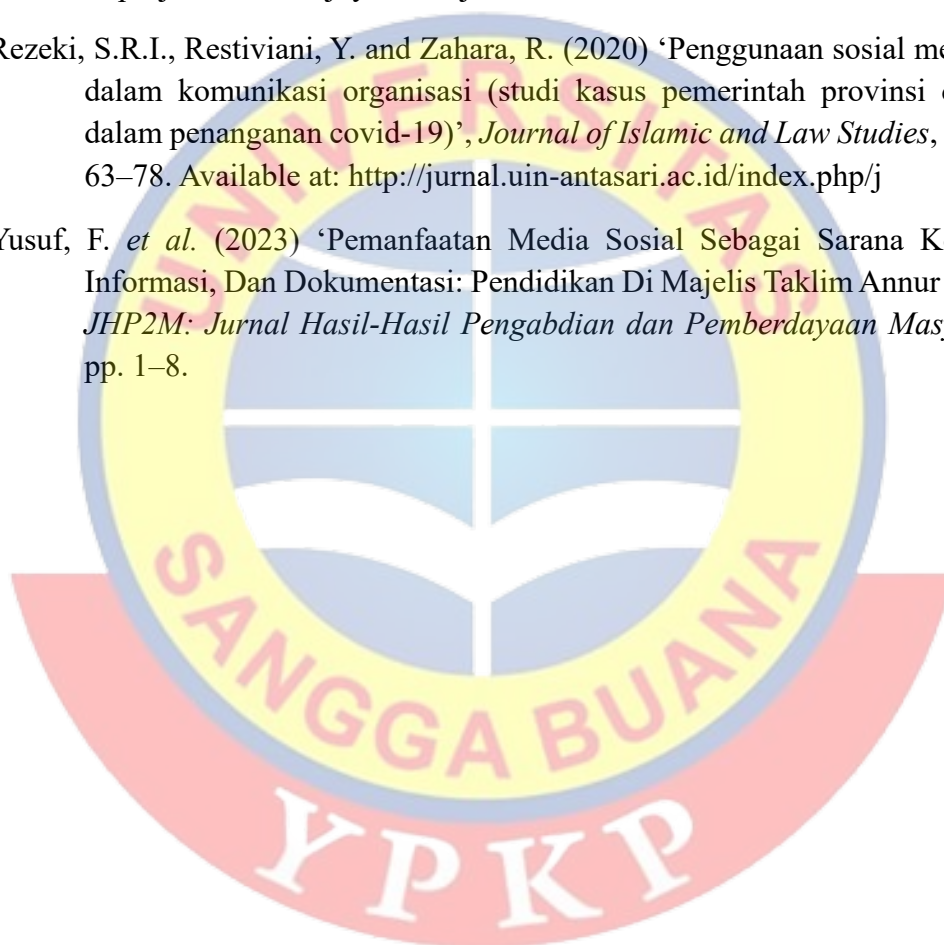 Rezeki, S.R.I., Restiviani, Y. and Zahara, R. (2020) ‘Penggunaan sosial me
dalam komunikasi organisasi (studi kasus pemerintah provinsi
dalam penanganan covid-19)’, Journal of Islamic and Law Studies,
63–78. Available at: http://jurnal.uin-antasari.ac.id/index.php/j
Yusuf, F. et al. (2023) ‘Pemanfaatan Media Sosial Sebagai Sarana K
Informasi, Dan Dokumentasi: Pendidikan Di Majelis Taklim Annur
JHP2M: Jurnal Hasil-Hasil Pengabdian dan Pemberdayaan Masy
pp. 1–8.
UNIVERSITAS
SANGGA BUANA
YPKP